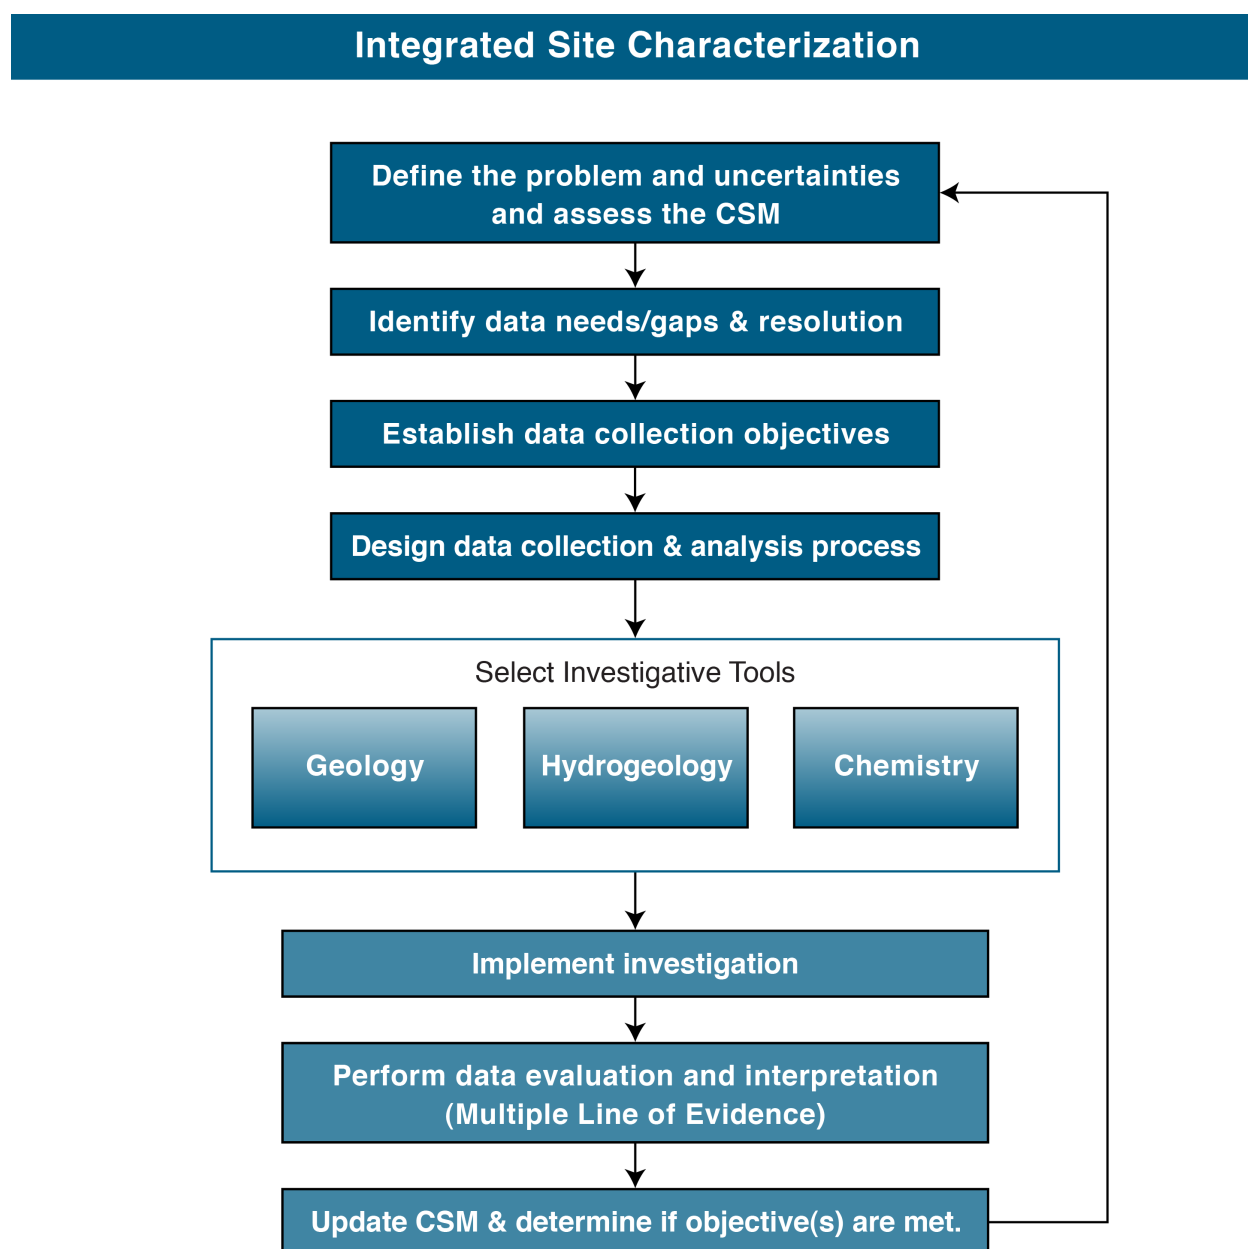 Integrated Site Characterization
Define the problem and uncertainties
and assess the CSM
Identify data needs/gaps & resolution
Establish data collection objectives
Design data collection & analysis process
Select Investigative Tools
Geology
Hydrogeology
Chemistry
Implement investigation
Perform data evaluation and interpretation
(Multiple Line of Evidence)
Update CSM & determine if objective(s) are met.